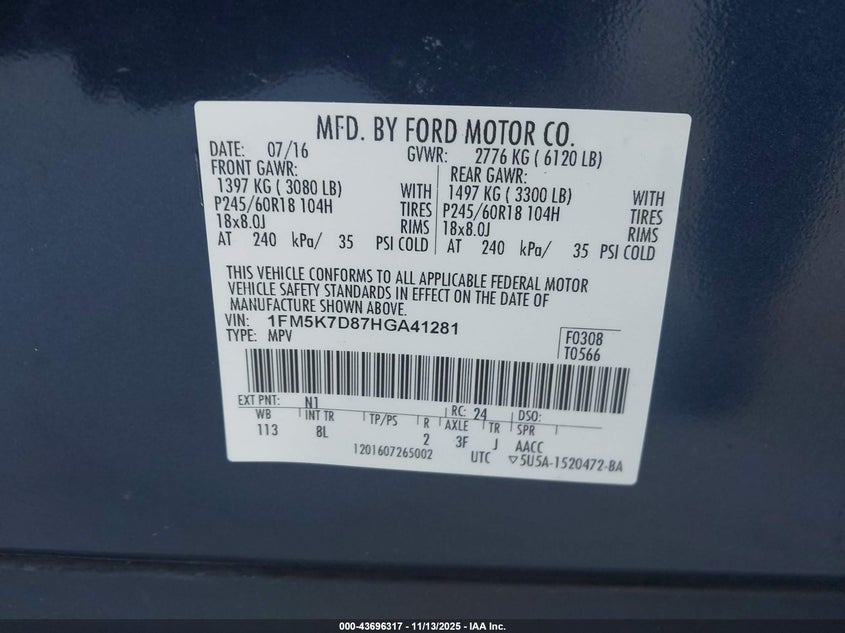 MFD. BY FORD MOTOR CO.
DATE: 07/16 GVWR: 2776 KG ( 6120 LB)
FRONT GAWR: REAR GAWR:
1397 KG ( 3080 LB) WITH 1497 KG ( 3300 LB) WITH
P245/60R18 104H TIRES P245/60R18 104H TIRES
18x8.0J RIMS 18x8.0J RIMS
AT 240 kPa/ 35 PSI COLD AT 240 kPa/ 35 PSI COLD
THIS VEHICLE CONFORMS TO ALL APPLICABLE FEDERAL MOTOR
VEHICLE SAFETY STANDARDS IN EFFECT ON THE DATE OF
MANUFACTURE SHOWN ABOVE.
VIN: 1FM5K7D87HGA41281
TYPE: MPV
F0308
T0566
EXT PNT: N1 RC: 24 DSO:
WB INT TR TP/PS R AXLE TR SPR
113 8L 2 3F J AACC
1201607265002 UTC ▽5U5A-1520472-BA
000-43696317 - 11/13/2025 - IAA Inc.